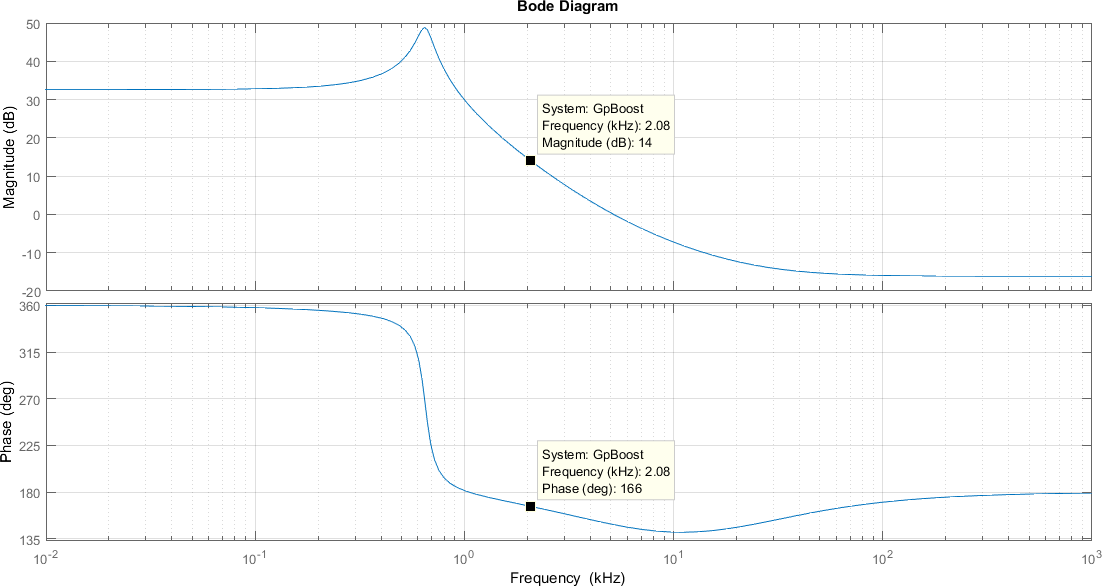 Bode Diagram
50
40
30
20
10
0
-10
-20
Magnitude (dB)
System: GpBoost
Frequency (kHz): 2.08
Magnitude (dB): 14
360
315
270
225
180
135
Phase (deg)
System: GpBoost
Frequency (kHz): 2.08
Phase (deg): 166
10^-2
10^-1
10^0
10^1
10^2
10^3
Frequency (kHz)